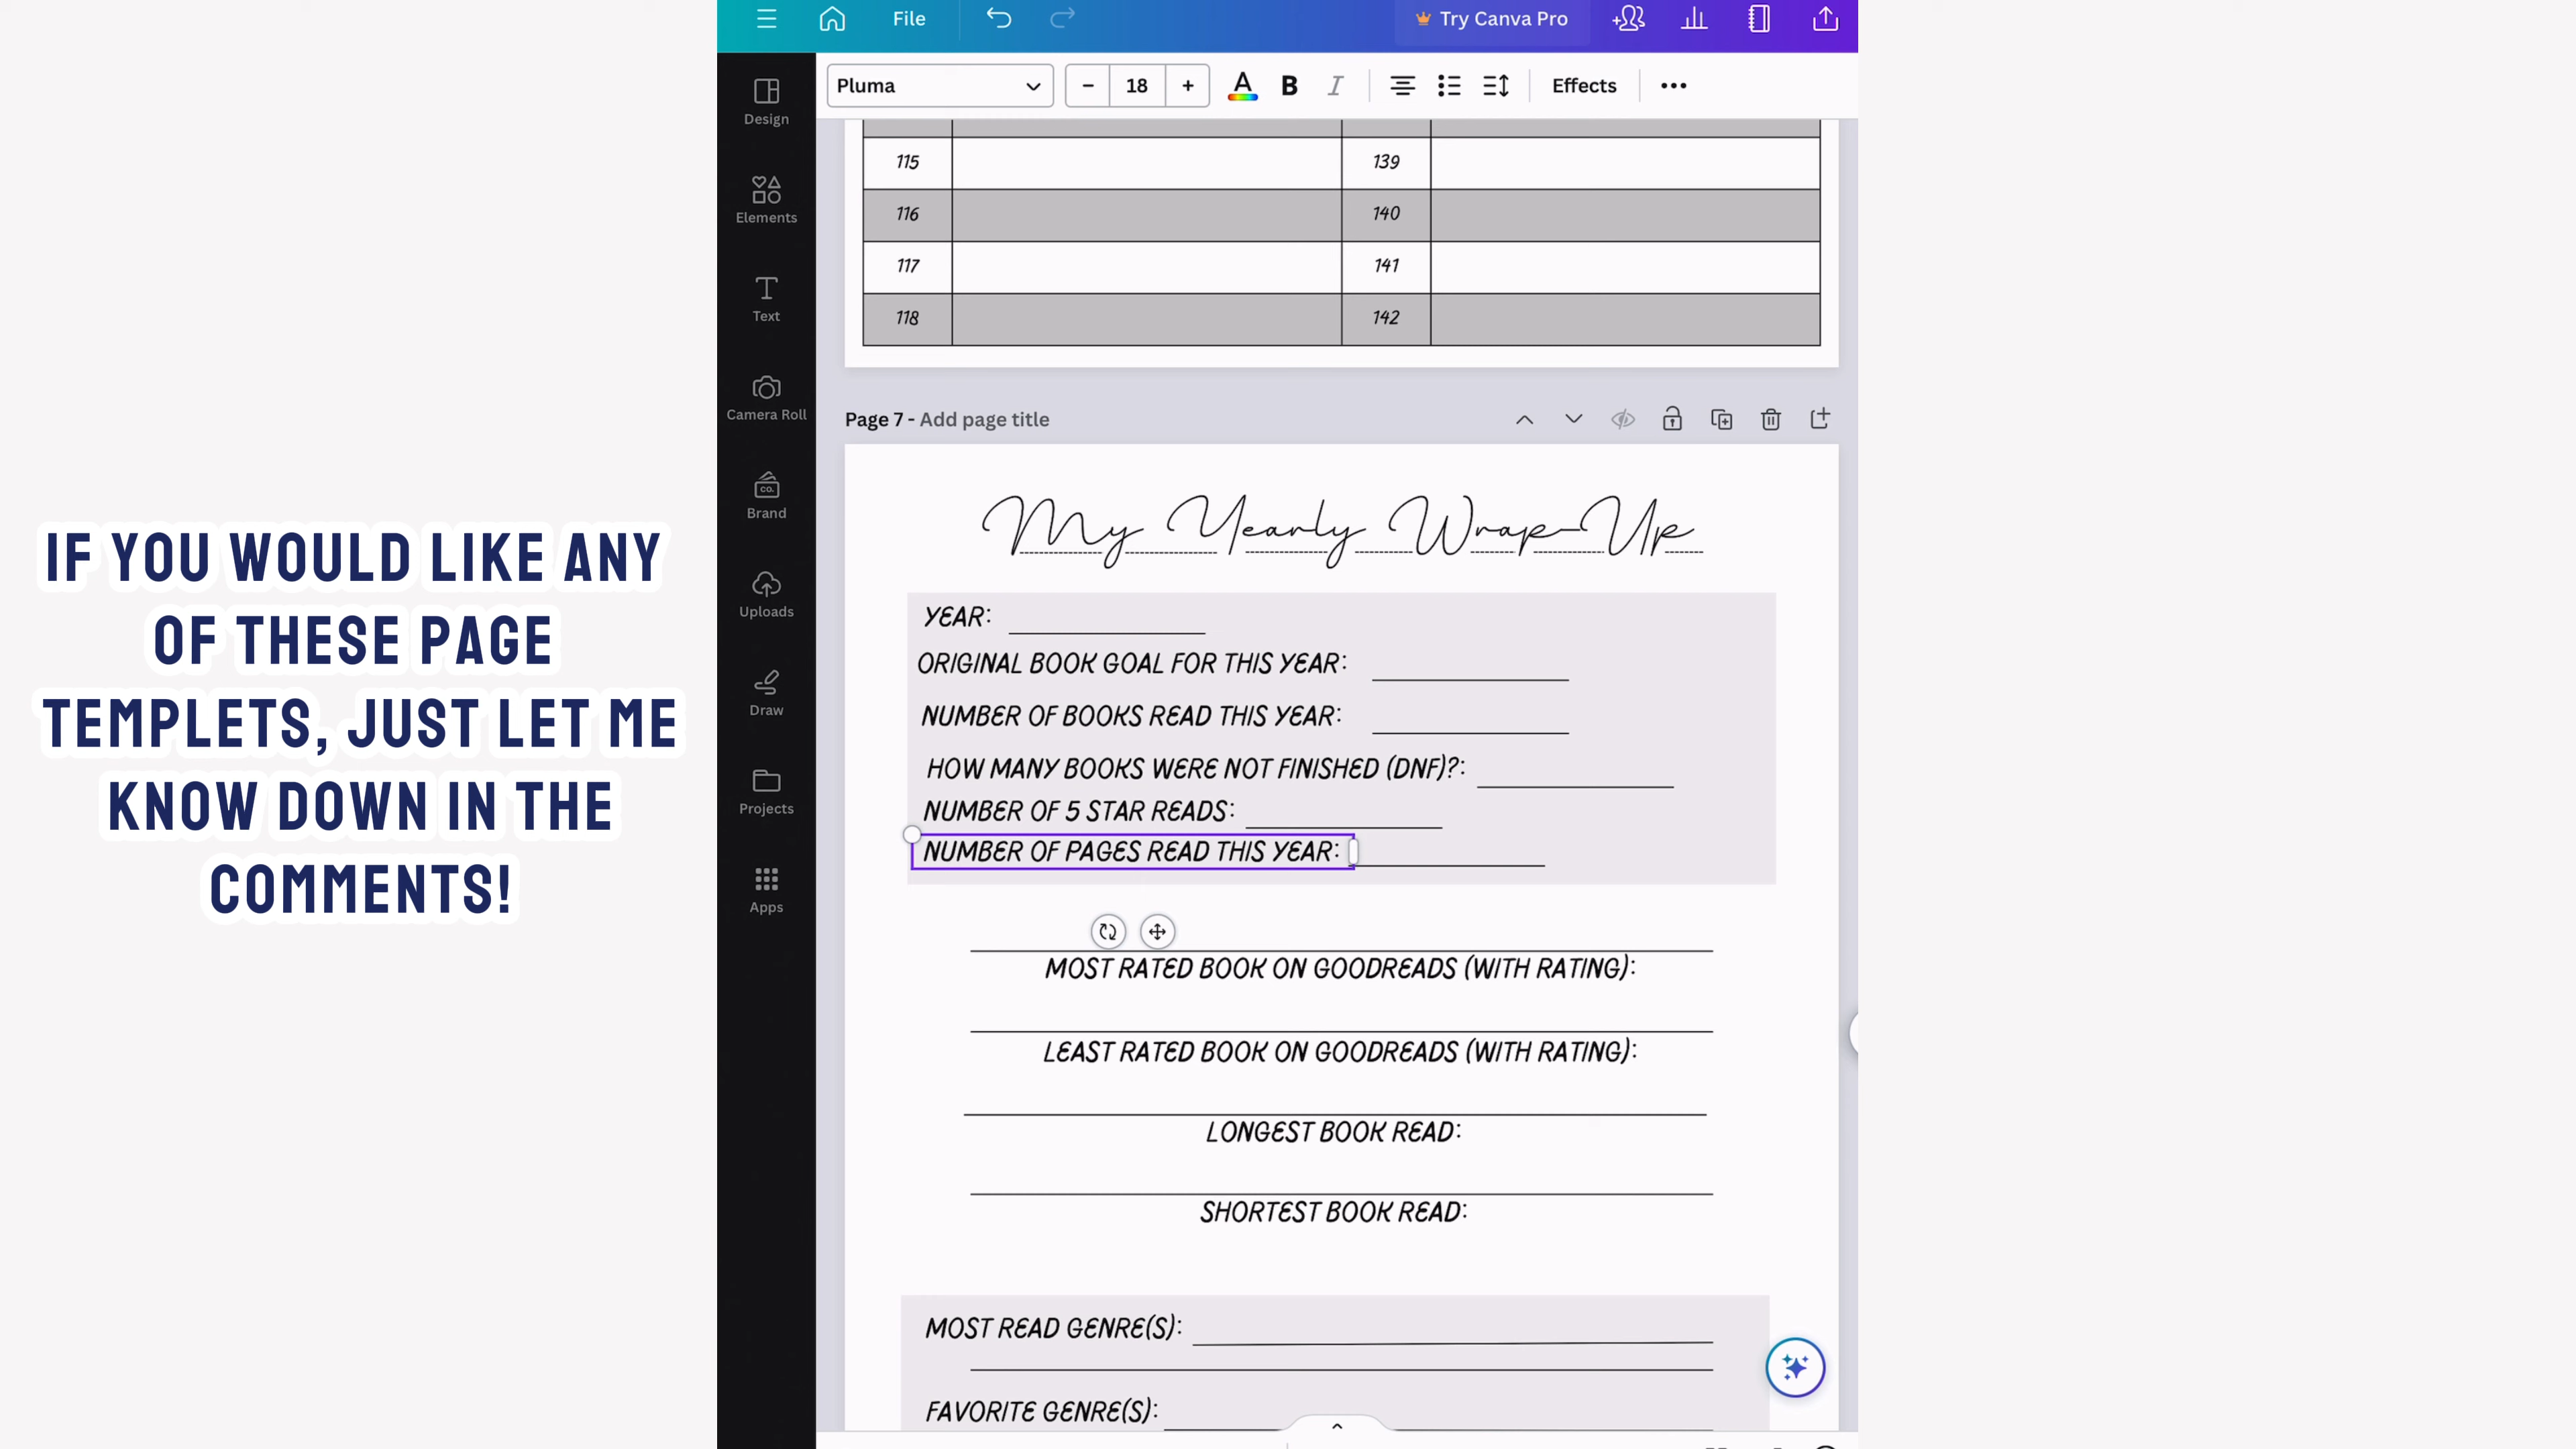 IF YOU WOULD LIKE ANY
OF THESE PAGE
TEMPLETS, JUST LET ME
KNOW DOWN IN THE
COMMENTS!
File
Try Canva Pro
Pluma
18
A
B
I
Effects
Design
Elements
Text
Camera Roll
CO.
Brand
Uploads
Draw
Projects
Apps
115 139
116 140
117 141
118 142
Page 7 - Add page title
My Yearly Wrap-Up
YEAR:
ORIGINAL BOOK GOAL FOR THIS YEAR:
NUMBER OF BOOKS READ THIS YEAR:
HOW MANY BOOKS WERE NOT FINISHED (DNF)?:
NUMBER OF 5 STAR READS:
NUMBER OF PAGES READ THIS YEAR:
MOST RATED BOOK ON GOODREADS (WITH RATING):
LEAST RATED BOOK ON GOODREADS (WITH RATING):
LONGEST BOOK READ:
SHORTEST BOOK READ:
MOST READ GENRE(S):
FAVORITE GENRE(S):